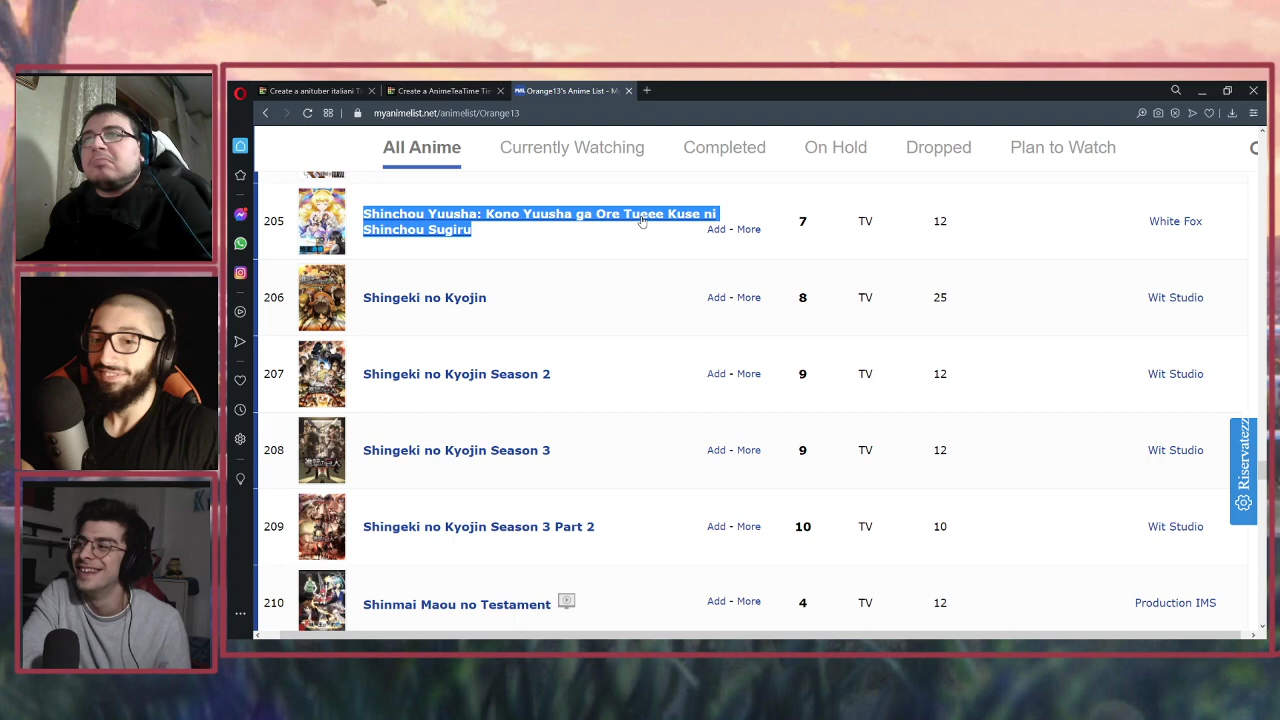 Create a anituber italiani Ti
Create a AnimeTeaTime Tier
Orange13's Anime List - My
myanimelist.net/animelist/Orange13
All Anime
Currently Watching
Completed
On Hold
Dropped
Plan to Watch
205
Shinchou Yuusha: Kono Yuusha ga Ore Tueee Kuse ni
Shinchou Sugiru
Add - More
7
TV
12
White Fox
206
Shingeki no Kyojin
Add - More
8
TV
25
Wit Studio
207
Shingeki no Kyojin Season 2
Add - More
9
TV
12
Wit Studio
208
Shingeki no Kyojin Season 3
Add - More
9
TV
12
Wit Studio
Riservatezz
209
Shingeki no Kyojin Season 3 Part 2
Add - More
10
TV
10
Wit Studio
210
Shinmai Maou no Testament
Add - More
4
TV
12
Production IMS